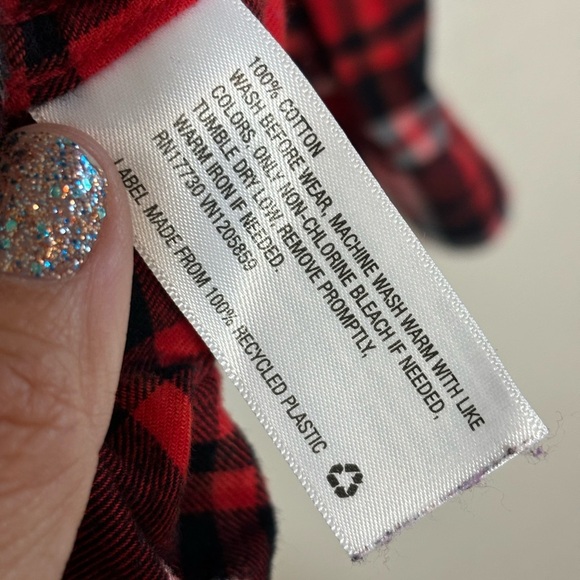 100% COTTON
WASH BEFORE WEAR, MACHINE WASH WARM WITH LIKE
COLORS, ONLY NON-CHLORINE BLEACH IF NEEDED,
TUMBLE DRY LOW, REMOVE PROMPTLY,
WARM IRON IF NEEDED.
RN17730 VN1205859
LABEL MADE FROM 100% RECYCLED PLASTIC